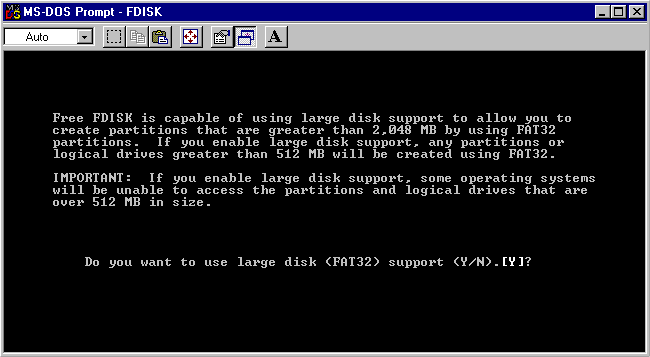 MS-DOS Prompt - FDISK
Auto
A
Free FDISK is capable of using large disk support to allow you to
create partitions that are greater than 2,048 MB by using FAT32
partitions.  If you enable large disk support, any partitions or
logical drives greater than 512 MB will be created using FAT32.
IMPORTANT:  If you enable large disk support, some operating systems
will be unable to access the partitions and logical drives that are
over 512 MB in size.
Do you want to use large disk (FAT32) support (Y/N).[Y]?